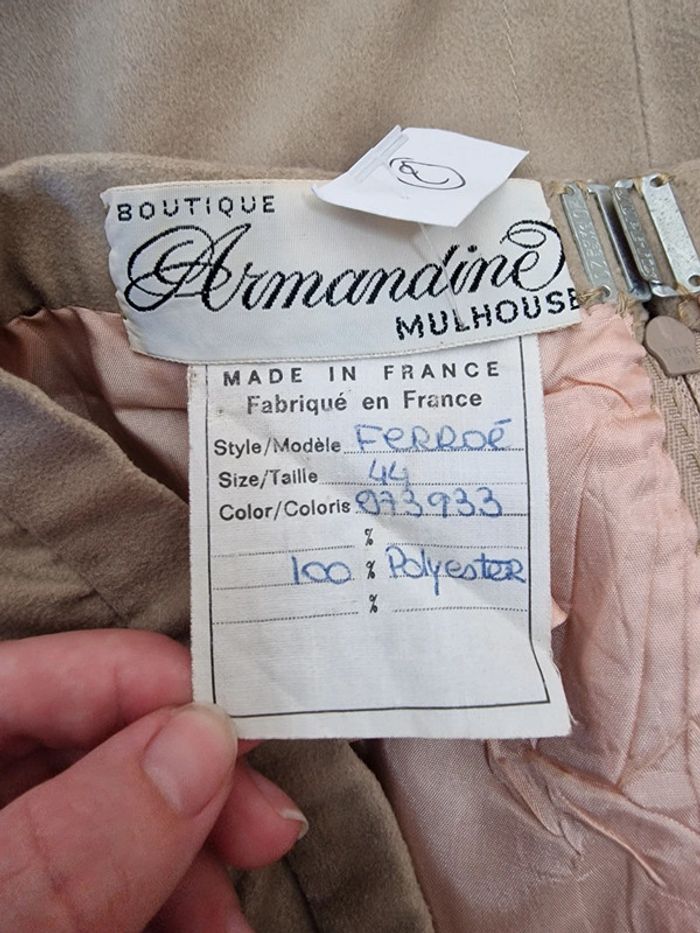 BOUTIQUE
Armandine
MULHOUSE
MADE IN FRANCE
Fabriqué en France
Style/Modèle FERROÉ
Size/Taille 44
Color/Coloris 973933
%
100 % Polyester
%